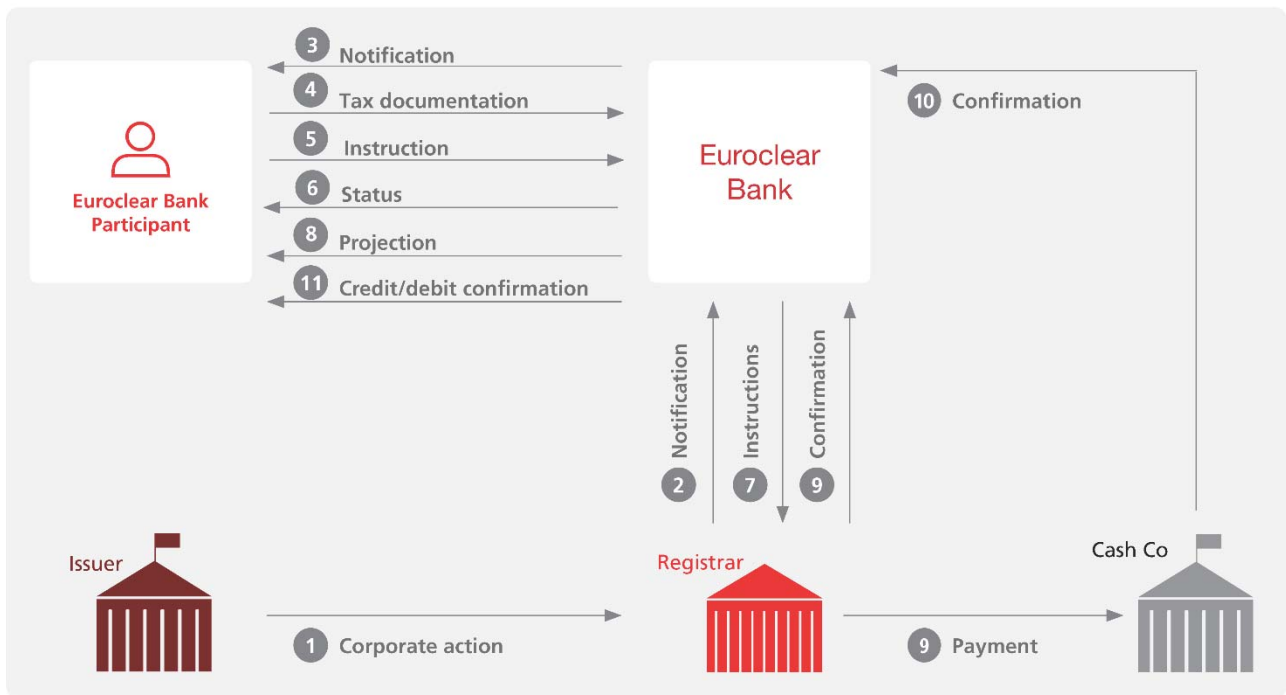 3 Notification
4 Tax documentation
5 Instruction
6 Status
8 Projection
11 Credit/debit confirmation
Euroclear Bank
Participant
Euroclear
Bank
10 Confirmation
2 Notification
7 Instructions
9 Confirmation
Issuer
Registrar
Cash Co
1 Corporate action
9 Payment